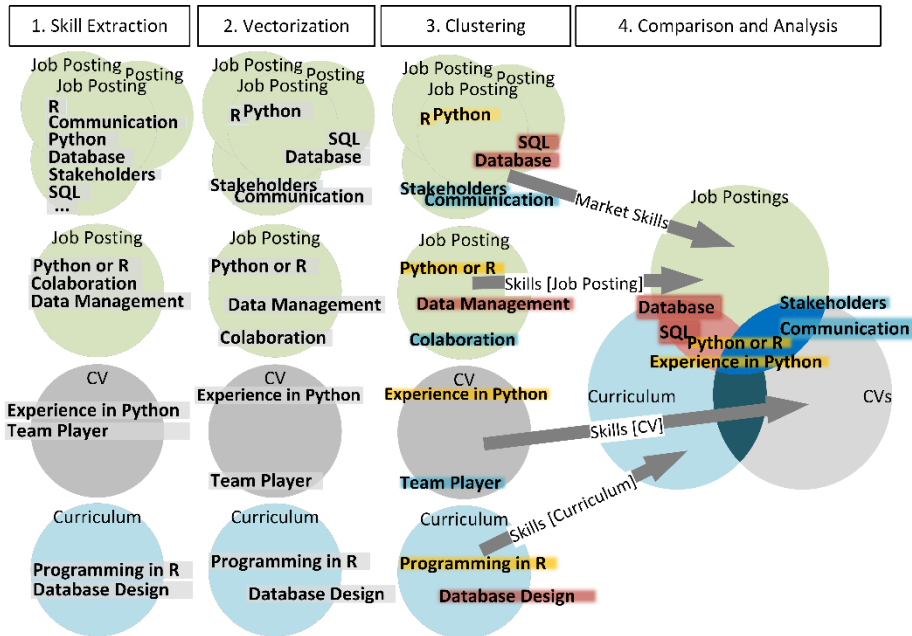 1. Skill Extraction
2. Vectorization
3. Clustering
4. Comparison and Analysis
Job Posting
Posting
Job Posting
R
Communication
Python
Database
Stakeholders
SQL
...
Job Posting
Python or R
Colaboration
Data Management
CV
Experience in Python
Team Player
Curriculum
Programming in R
Database Design
Job Posting
Posting
Job Posting
R Python
SQL
Database
Stakeholders
Communication
Job Posting
Python or R
Data Management
Colaboration
CV
Experience in Python
Team Player
Curriculum
Programming in R
Database Design
Job Posting
Posting
Job Posting
R Python
SQL
Database
Stakeholders
Communication
Job Posting
Python or R
Data Management
Colaboration
CV
Experience in Python
Team Player
Curriculum
Programming in R
Database Design
Market Skills
Skills [Job Posting]
Skills [CV]
Skills [Curriculum]
Job Postings
Database
SQL
Stakeholders
Communication
Python or R
Experience in Python
Curriculum
CVs